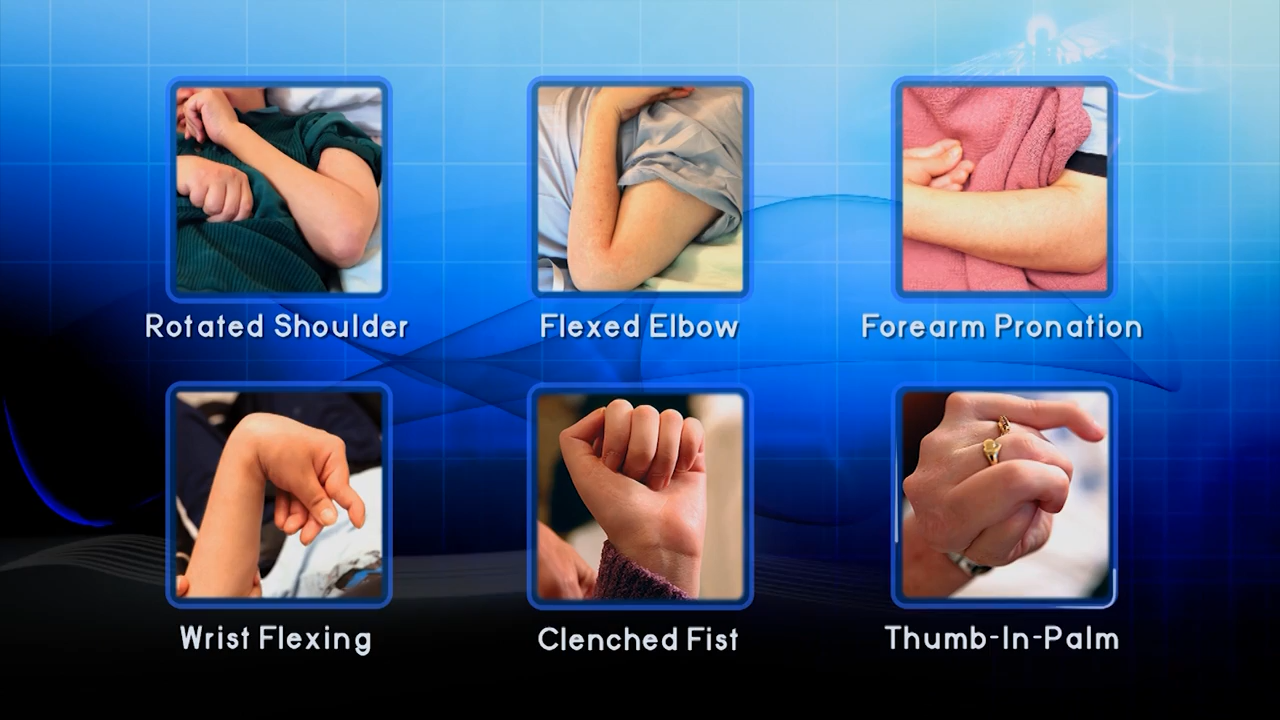 Rotated Shoulder
Flexed Elbow
Forearm Pronation
Wrist Flexing
Clenched Fist
Thumb-In-Palm